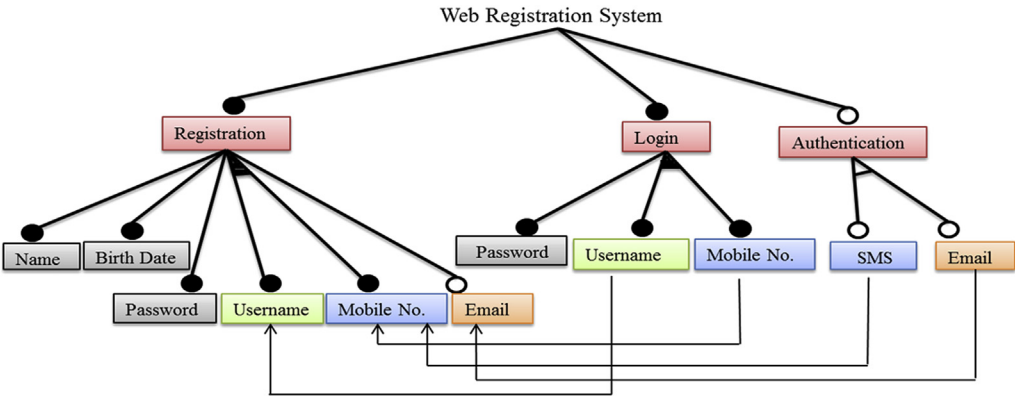 Web Registration System
Registration
Login
Authentication
Name
Birth Date
Password
Username
Mobile No.
SMS
Email
Password
Username
Mobile No.
Email